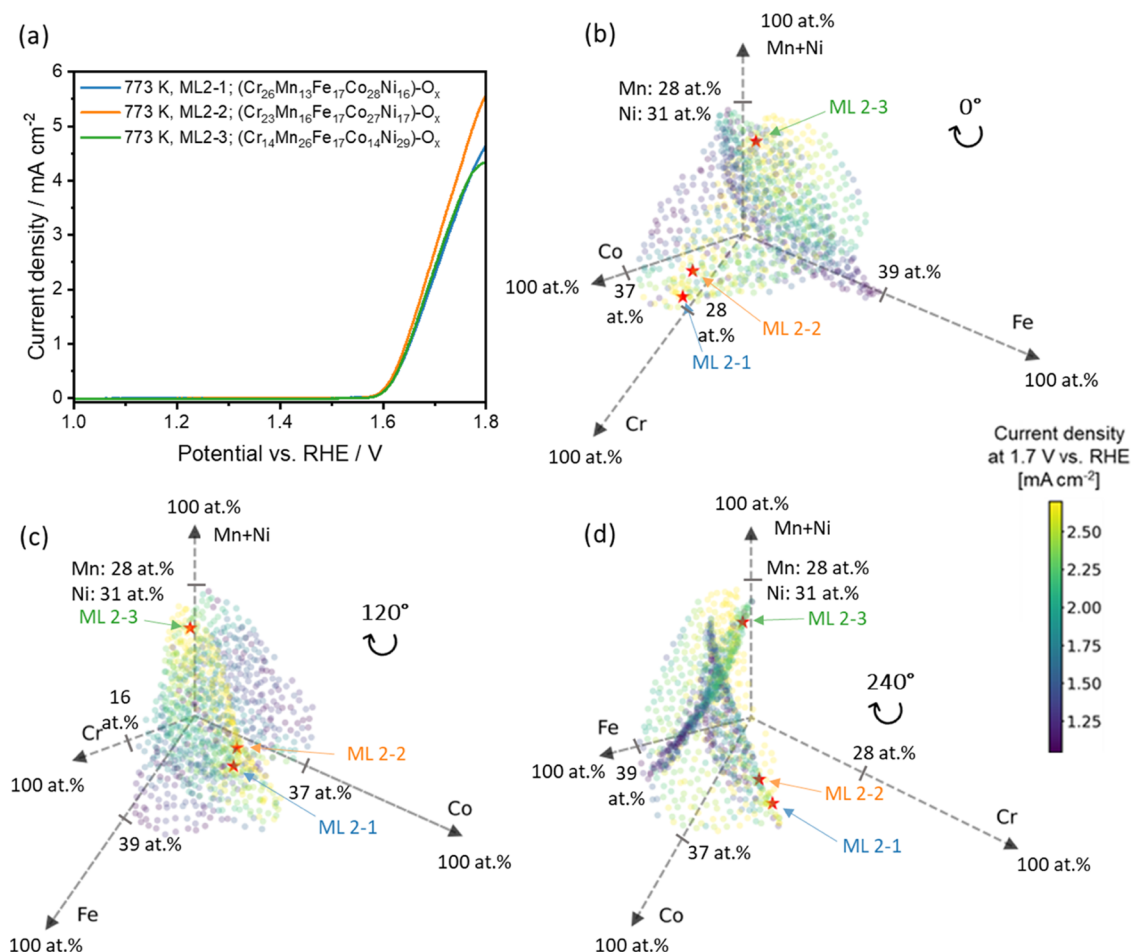 (a)
6
5
4
3
2
1
0
Current density / mA cm⁻²
773 K, ML2-1; (Cr₂₆Mn₁₃Fe₁₇Co₂₈Ni₁₆)-Oₓ
773 K, ML2-2; (Cr₂₃Mn₁₆Fe₁₇Co₂₇Ni₁₇)-Oₓ
773 K, ML2-3; (Cr₁₄Mn₂₆Fe₁₇Co₁₄Ni₂₉)-Oₓ
1.0 1.2 1.4 1.6 1.8
Potential vs. RHE / V
(b)
100 at.%
Mn+Ni
Mn: 28 at.%
Ni: 31 at.%
ML 2-3
0°
Co
100 at.%
37
at.%
39 at.%
Fe
100 at.%
28
at.%
ML 2-2
ML 2-1
Cr
100 at.%
Current density
at 1.7 V vs. RHE
[mA cm⁻²]
2.50
2.25
2.00
1.75
1.50
1.25
(c)
100 at.%
Mn+Ni
Mn: 28 at.%
Ni: 31 at.%
ML 2-3
120°
16
at.%
Cr
100 at.%
ML 2-2
37 at.%
Co
100 at.%
ML 2-1
39 at.%
Fe
100 at.%
(d)
100 at.%
Mn+Ni
Mn: 28 at.%
Ni: 31 at.%
ML 2-3
240°
Fe
100 at.%
39
at.%
28 at.%
Cr
100 at.%
ML 2-2
ML 2-1
37 at.%
Co
100 at.%